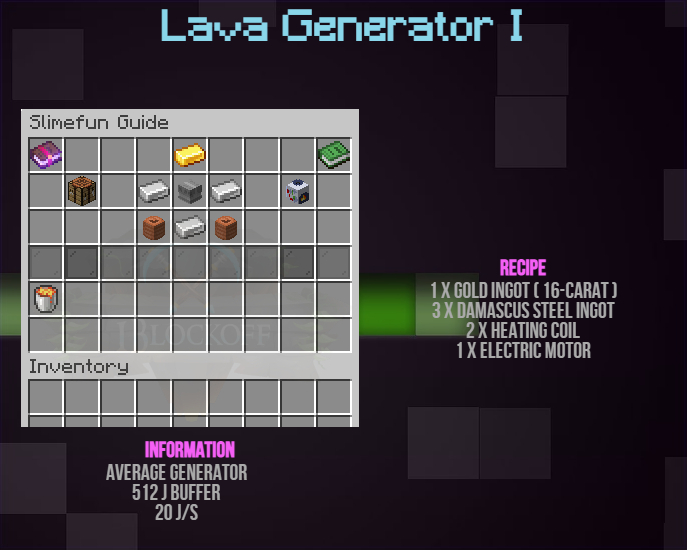 Lava Generator I
Slimefun Guide
BLOCKOFF
Inventory
RECIPE
1 X GOLD INGOT ( 16-CARAT )
3 X DAMASCUS STEEL INGOT
2 X HEATING COIL
1 X ELECTRIC MOTOR
INFORMATION
AVERAGE GENERATOR
512 J BUFFER
20 J/S